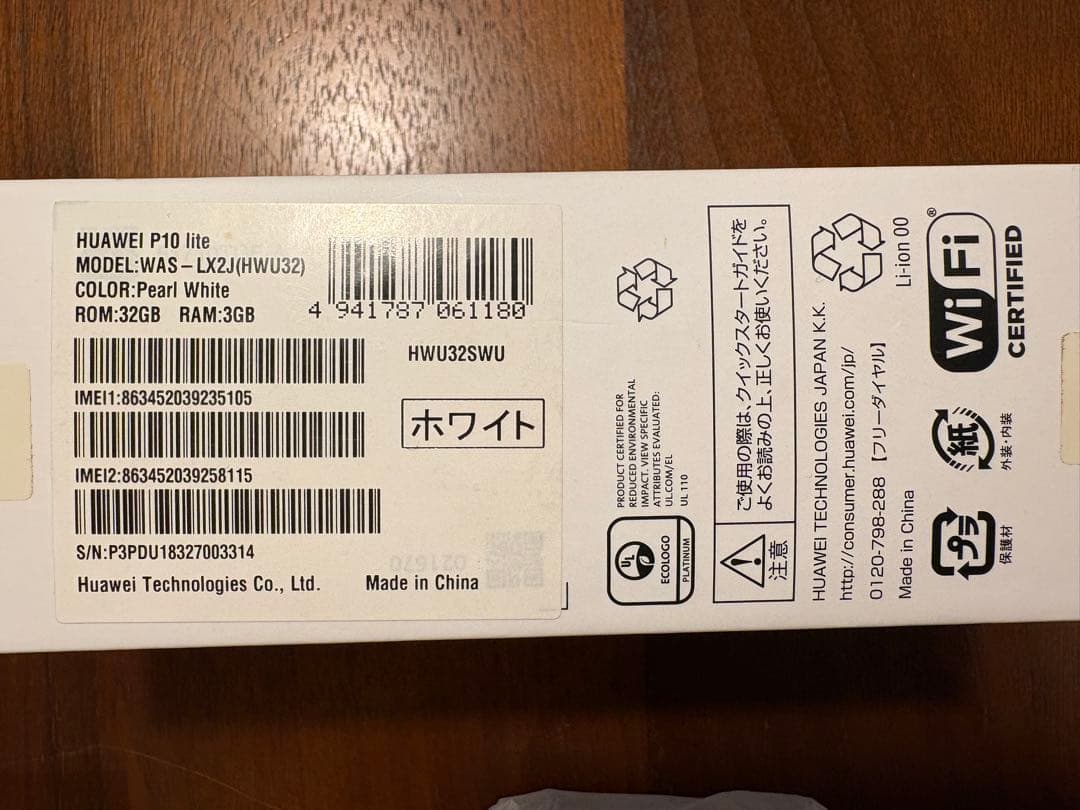 HUAWEI P10 lite
MODEL:WAS-LX2J(HWU32)
COLOR:Pearl White
ROM:32GB RAM:3GB
4 941787 061180
HWU32SWU
IMEI1:863452039235105
ホワイト
IMEI2:863452039258115
S/N:P3PDU18327003314
Huawei Technologies Co., Ltd. Made in China
021670
PRODUCT CERTIFIED FOR
REDUCED ENVIRONMENTAL
IMPACT. VIEW SPECIFIC
ATTRIBUTES EVALUATED:
UL.COM/EL
UL 110
UL
ECOLOGO
PLATINUM
ご使用の際は、クイックスタートガイドを
よくお読みの上、正しくお使いください。
注意
HUAWEI TECHNOLOGIES JAPAN K.K.
http://consumer.huawei.com/jp/
0120-798-288【フリーダイヤル】
Made in China
Li-ion 00
Wi Fi®
CERTIFIED
紙
外装・内装
プラ
保護材